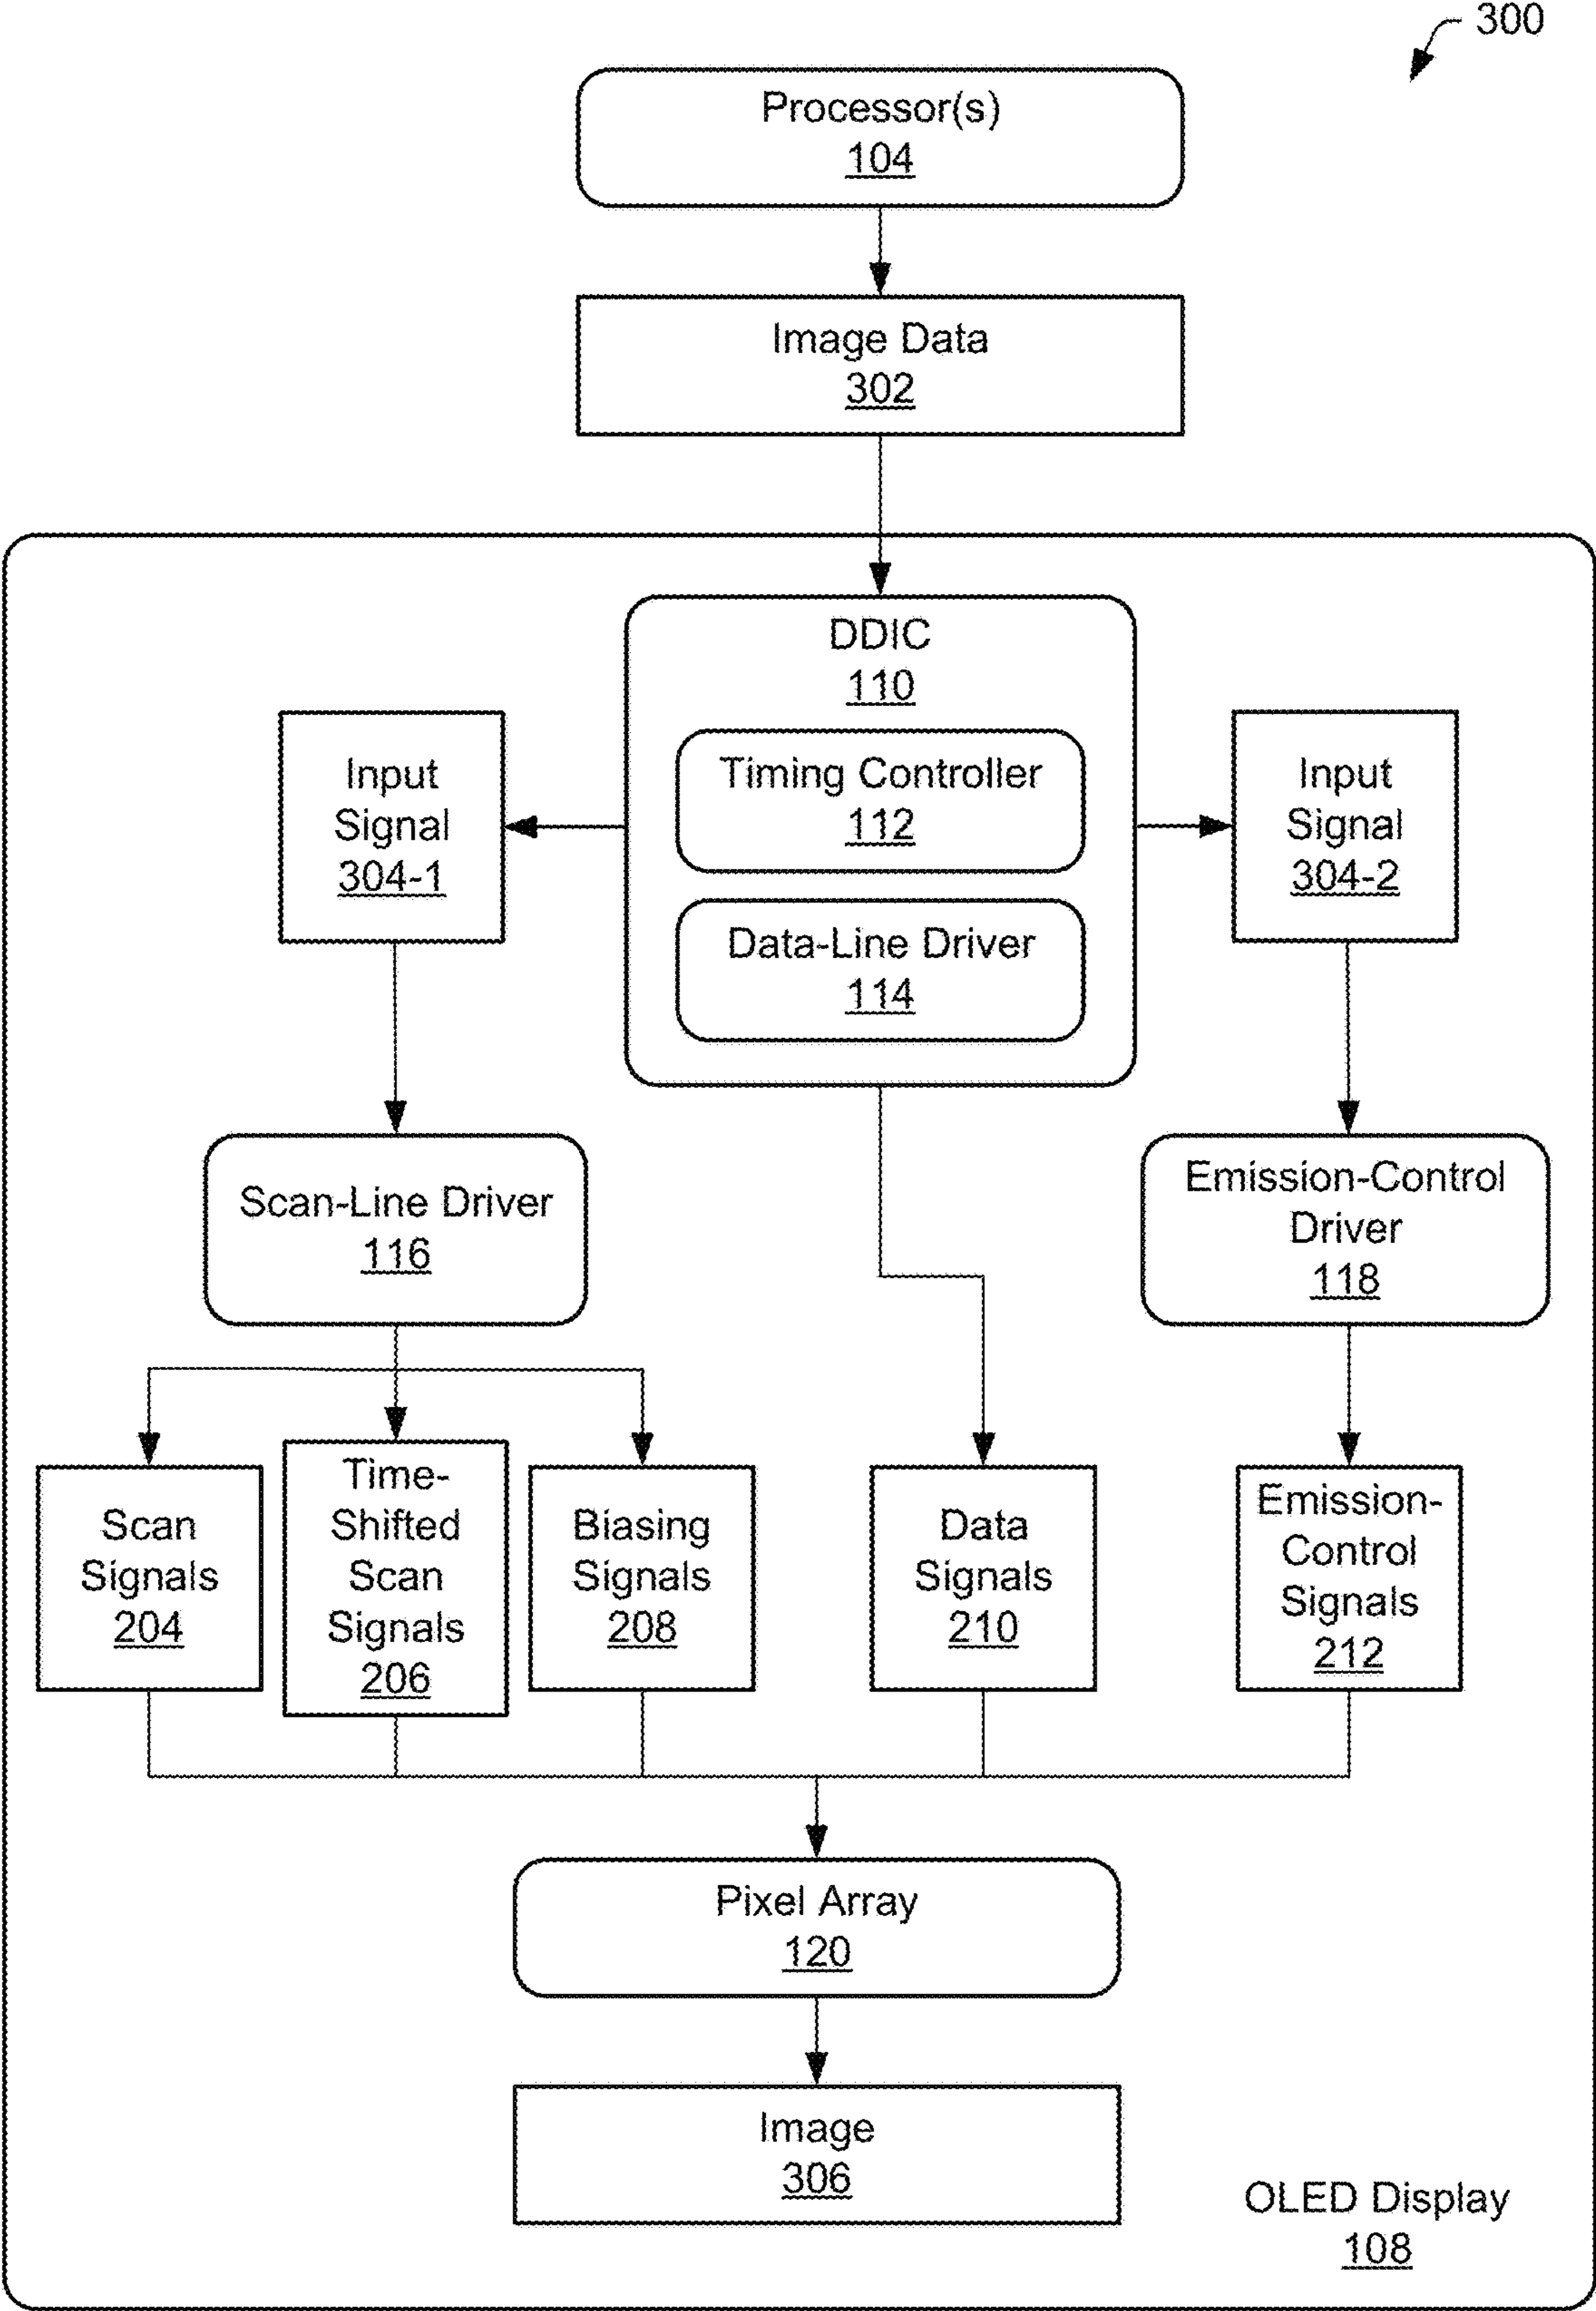 300
Processor(s)
104
Image Data
302
DDIC
110
Timing Controller
112
Data-Line Driver
114
Input
Signal
304-1
Input
Signal
304-2
Scan-Line Driver
116
Emission-Control
Driver
118
Scan
Signals
204
Time-
Shifted
Scan
Signals
206
Biasing
Signals
208
Data
Signals
210
Emission-
Control
Signals
212
Pixel Array
120
Image
306
OLED Display
108